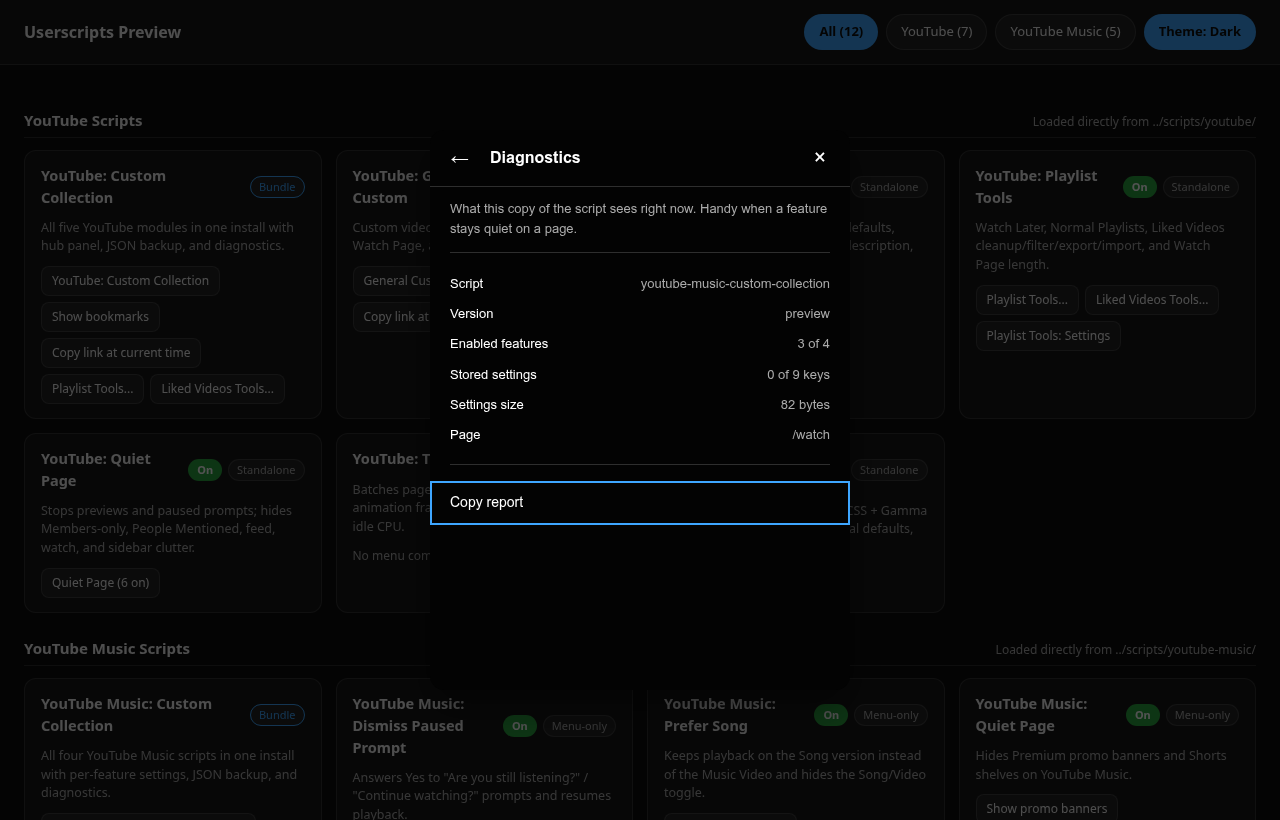 Userscripts Preview
All (12)
YouTube (7)
YouTube Music (5)
Theme: Dark
YouTube Scripts
Loaded directly from ../scripts/youtube/
YouTube: Custom
Collection
Bundle
All five YouTube modules in one install with
hub panel, JSON backup, and diagnostics.
YouTube: Custom Collection
Show bookmarks
Copy link at current time
Playlist Tools...
Liked Videos Tools...
YouTube: G
Custom
Custom vide
Watch Page,
General Cus
Copy link at
Standalone
defaults,
description,
YouTube: Playlist
Tools
On
Standalone
Watch Later, Normal Playlists, Liked Videos
cleanup/filter/export/import, and Watch
Page length.
Playlist Tools...
Liked Videos Tools...
Playlist Tools: Settings
YouTube: Quiet
Page
On
Standalone
Stops previews and paused prompts; hides
Members-only, People Mentioned, feed,
watch, and sidebar clutter.
Quiet Page (6 on)
YouTube: T
Batches page
animation fra
idle CPU.
No menu com
Standalone
CSS + Gamma
al defaults,
Diagnostics
What this copy of the script sees right now. Handy when a feature
stays quiet on a page.
Script
youtube-music-custom-collection
Version
preview
Enabled features
3 of 4
Stored settings
0 of 9 keys
Settings size
82 bytes
Page
/watch
Copy report
YouTube Music Scripts
Loaded directly from ../scripts/youtube-music/
YouTube Music: Custom
Collection
Bundle
All four YouTube Music scripts in one install
with per-feature settings, JSON backup, and
diagnostics.
YouTube Music:
Dismiss Paused
Prompt
On
Menu-only
Answers Yes to "Are you still listening?" /
"Continue watching?" prompts and resumes
playback.
YouTube Music:
Prefer Song
On
Menu-only
Keeps playback on the Song version instead
of the Music Video and hides the Song/Video
toggle.
YouTube Music:
Quiet Page
On
Menu-only
Hides Premium promo banners and Shorts
shelves on YouTube Music.
Show promo banners